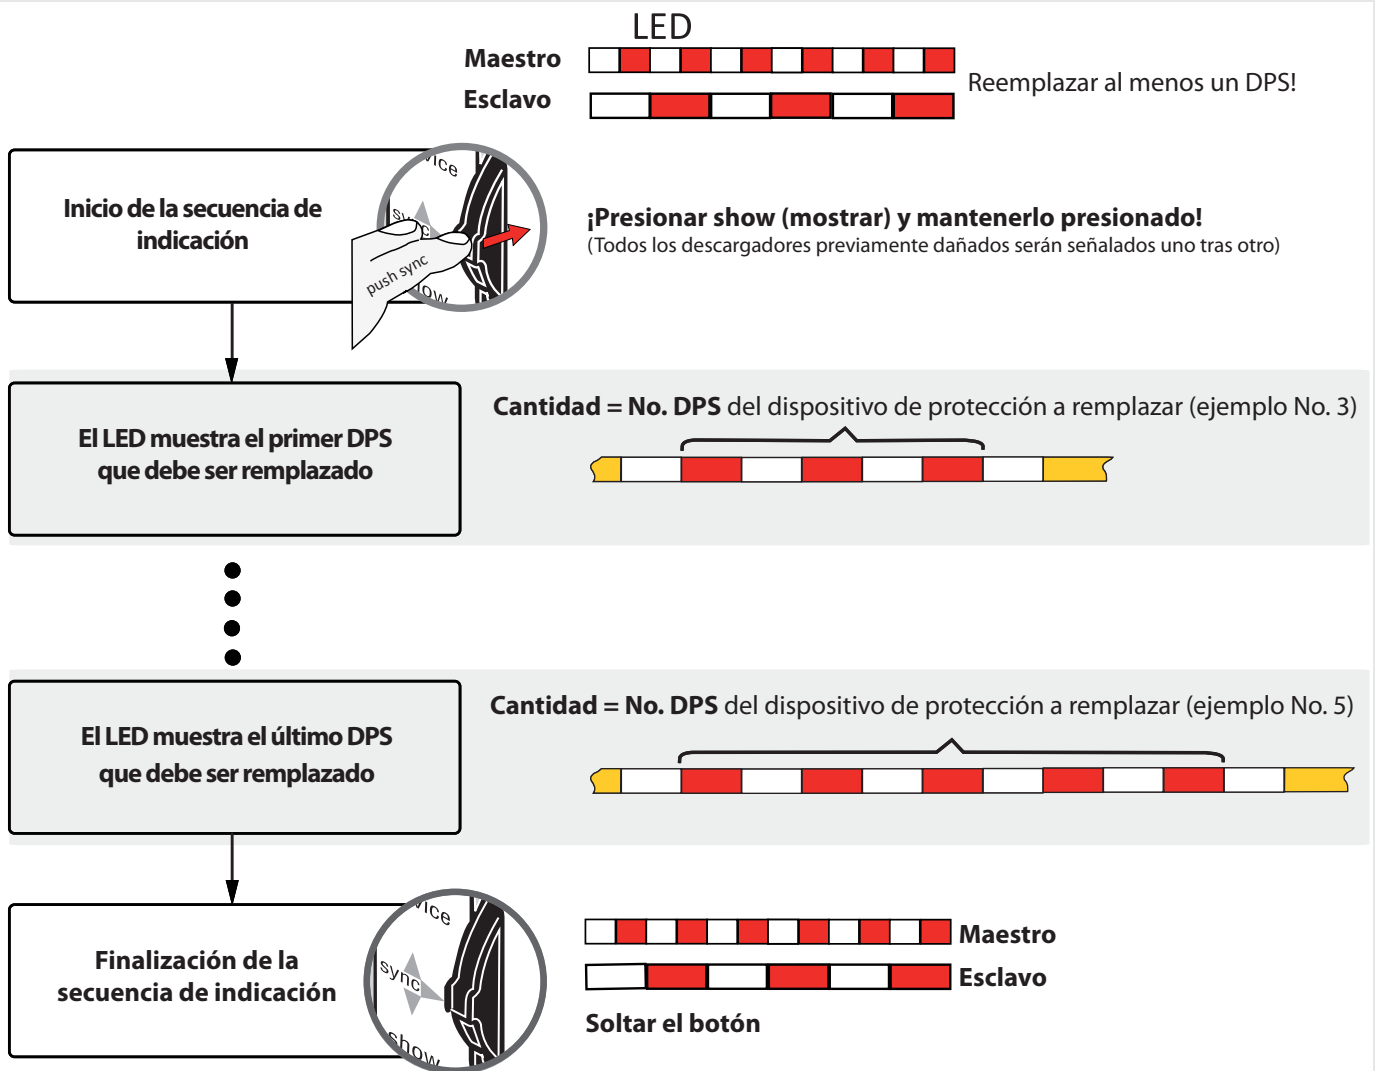 LED
Maestro
Esclavo
Reemplazar al menos un DPS!
Inicio de la secuencia de
indicación
vice
sync
push sync
how
¡Presionar show (mostrar) y mantenerlo presionado!
(Todos los descargadores previamente dañados serán señalados uno tras otro)
El LED muestra el primer DPS
que debe ser remplazado
Cantidad = No. DPS del dispositivo de protección a remplazar (ejemplo No. 3)
El LED muestra el último DPS
que debe ser remplazado
Cantidad = No. DPS del dispositivo de protección a remplazar (ejemplo No. 5)
Finalización de la
secuencia de indicación
vice
sync
show
Maestro
Esclavo
Soltar el botón